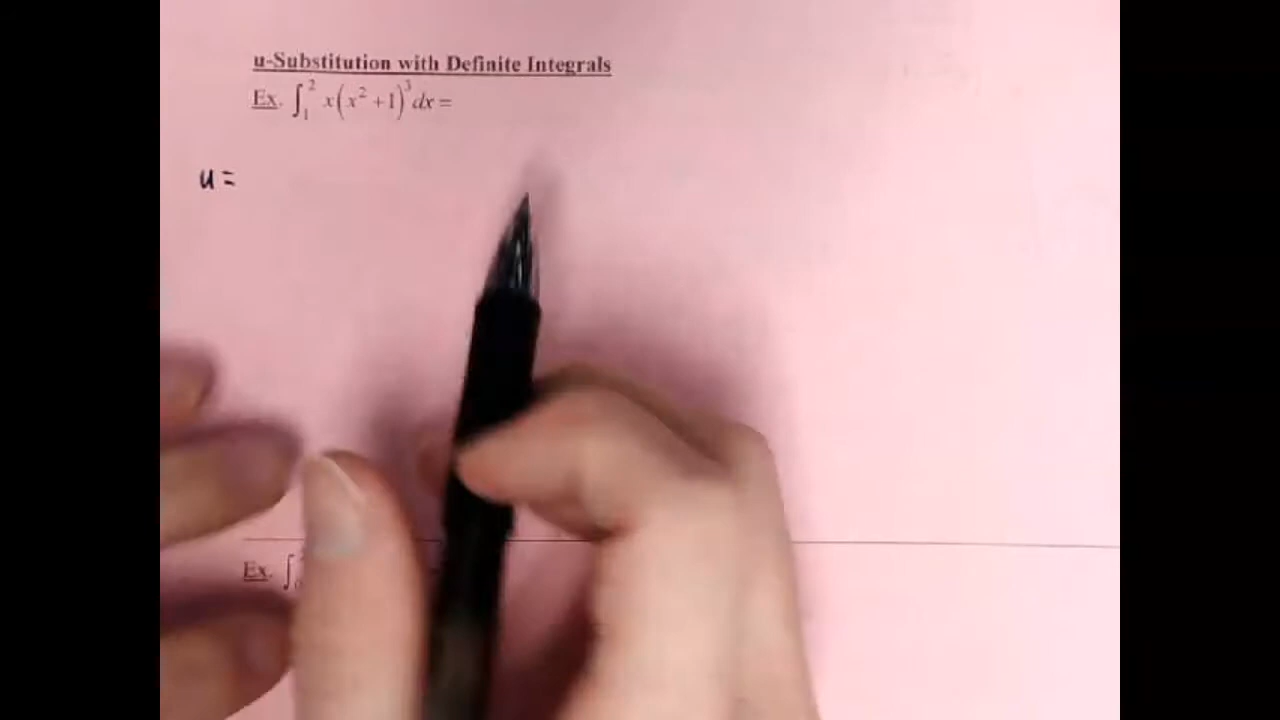 u-Substitution with Definite Integrals
Ex. ∫₁² x(x² + 1)³ dx =
u =
Ex. ∫